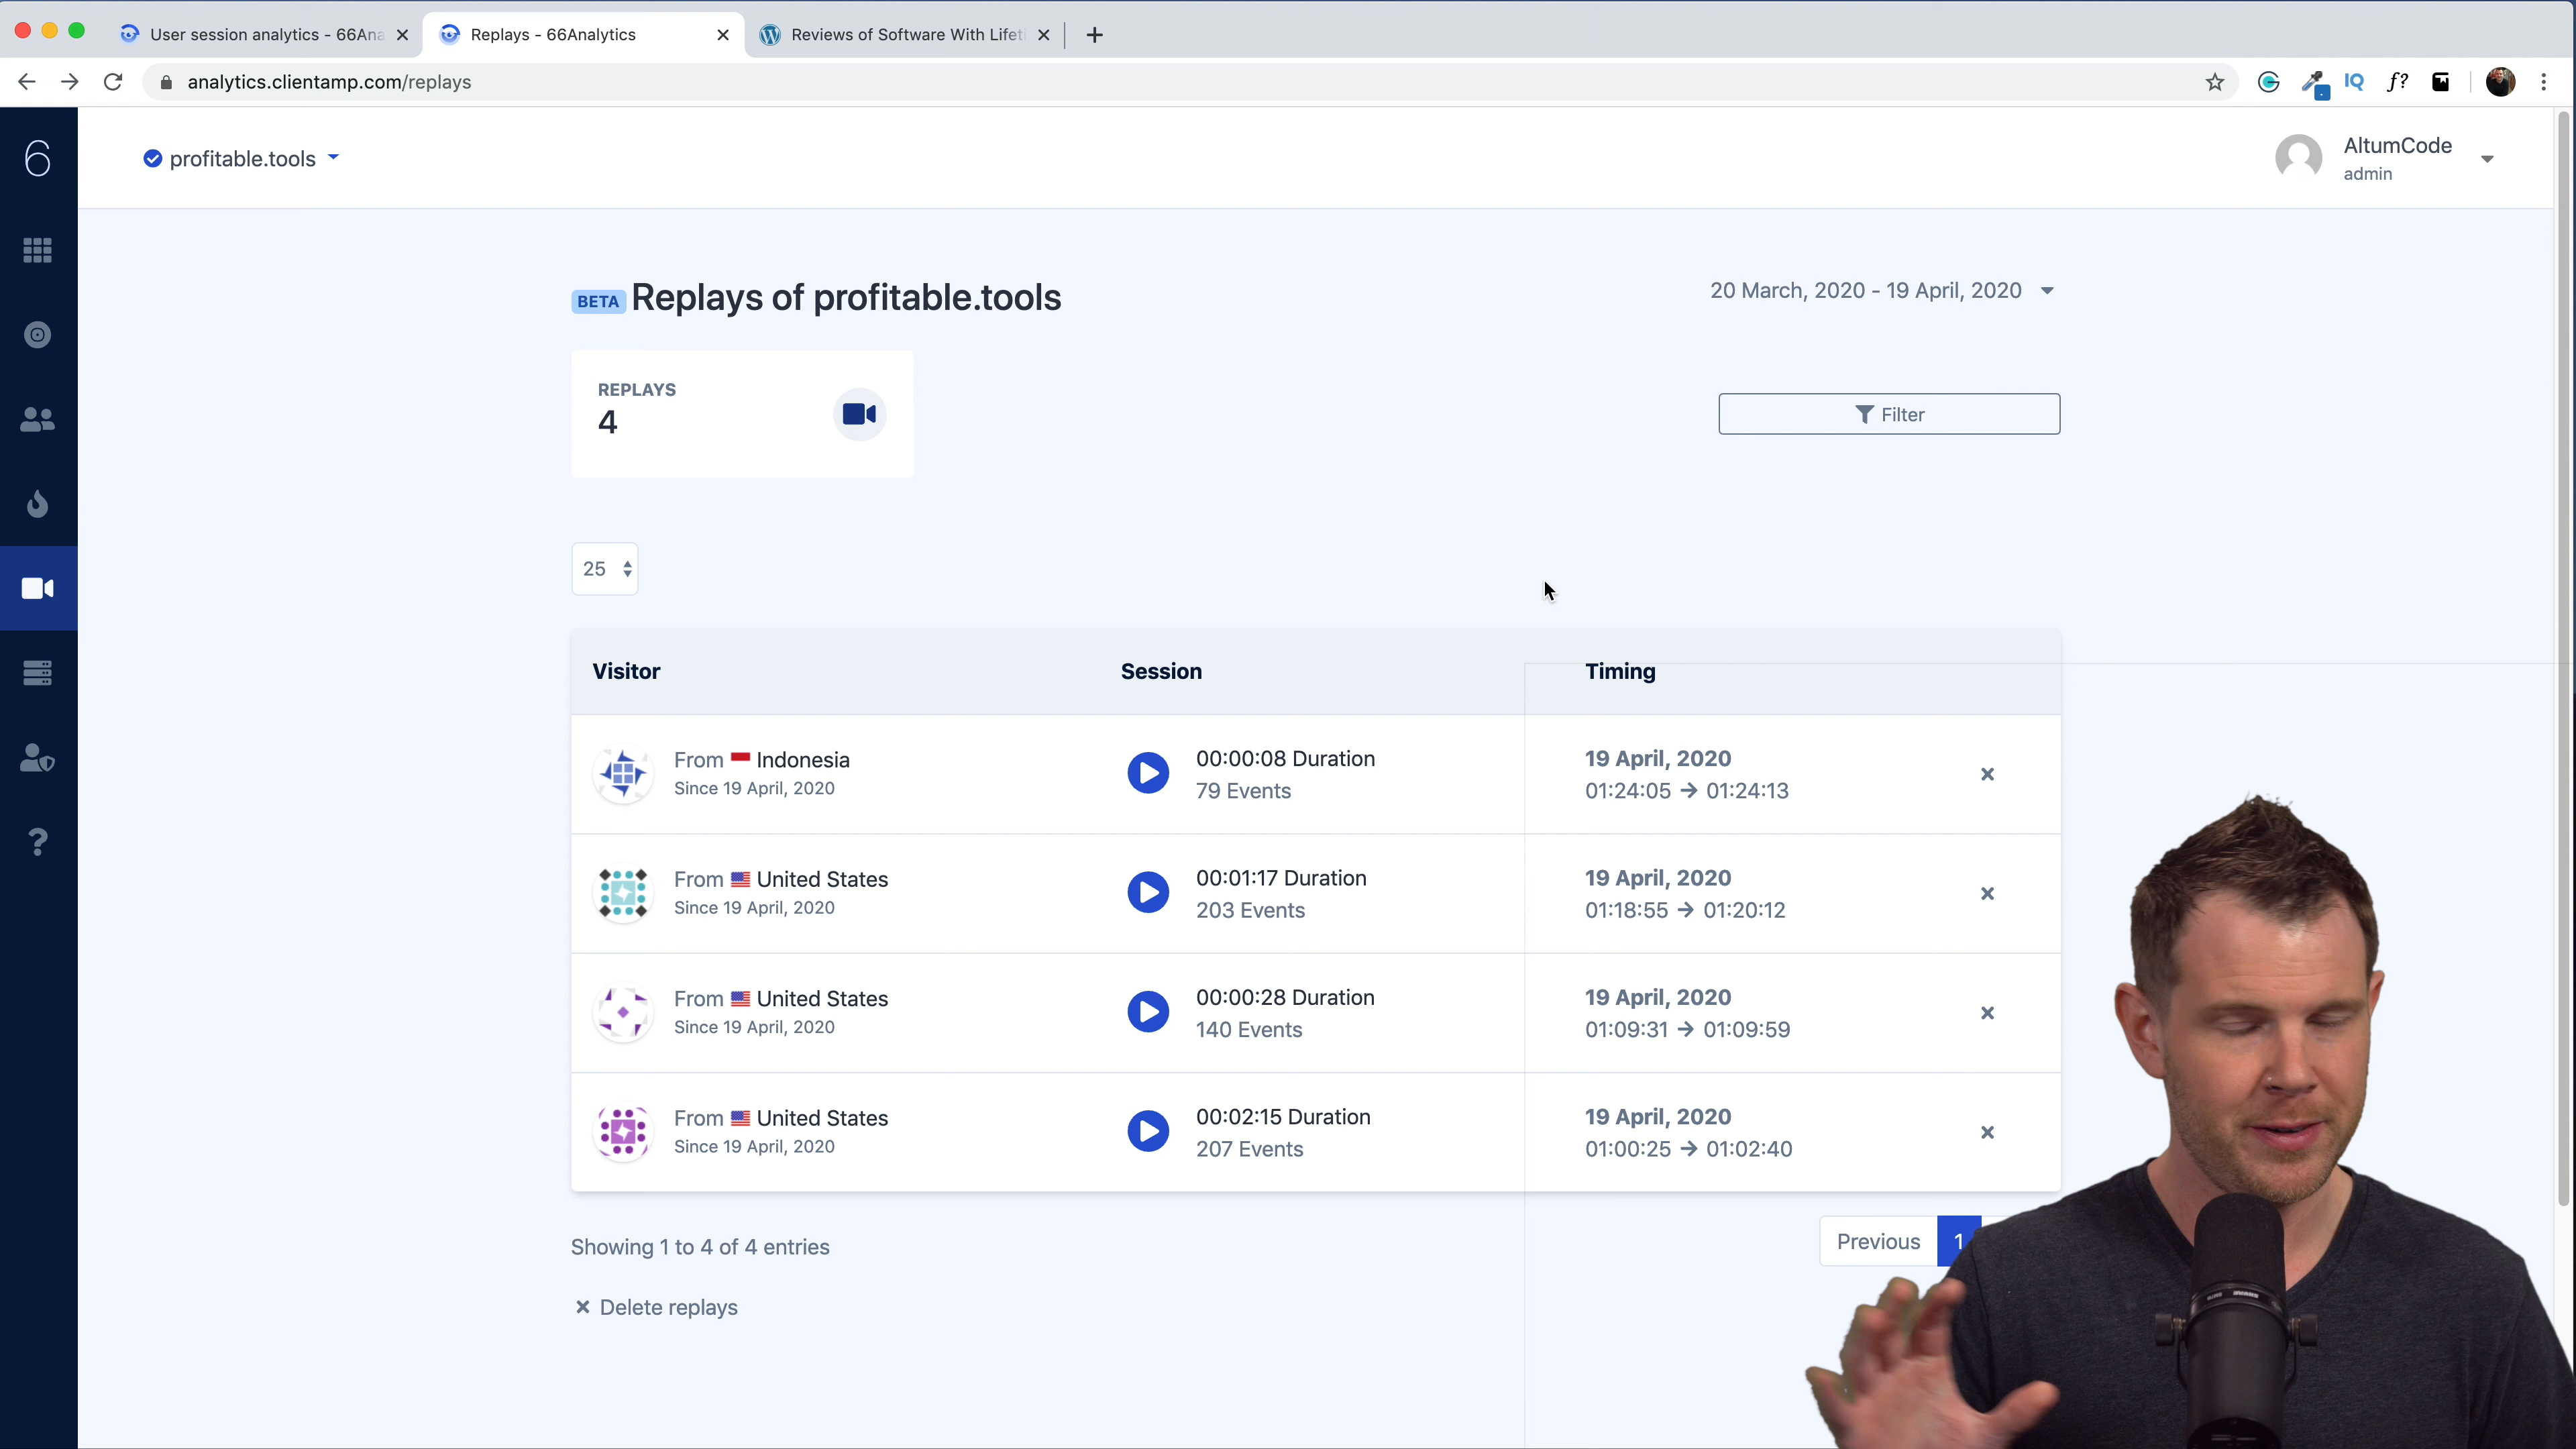 User session analytics - 66Ana
Replays - 66Analytics
Reviews of Software With Lifeti
analytics.clientamp.com/replays
IQ
f?
6
profitable.tools
AltumCode
admin
BETA Replays of profitable.tools
20 March, 2020 - 19 April, 2020
REPLAYS
4
Filter
25
Visitor Session Timing
From Indonesia
Since 19 April, 2020
00:00:08 Duration
79 Events
19 April, 2020
01:24:05 → 01:24:13
From United States
Since 19 April, 2020
00:01:17 Duration
203 Events
19 April, 2020
01:18:55 → 01:20:12
From United States
Since 19 April, 2020
00:00:28 Duration
140 Events
19 April, 2020
01:09:31 → 01:09:59
From United States
Since 19 April, 2020
00:02:15 Duration
207 Events
19 April, 2020
01:00:25 → 01:02:40
Showing 1 to 4 of 4 entries
Previous 1
Delete replays